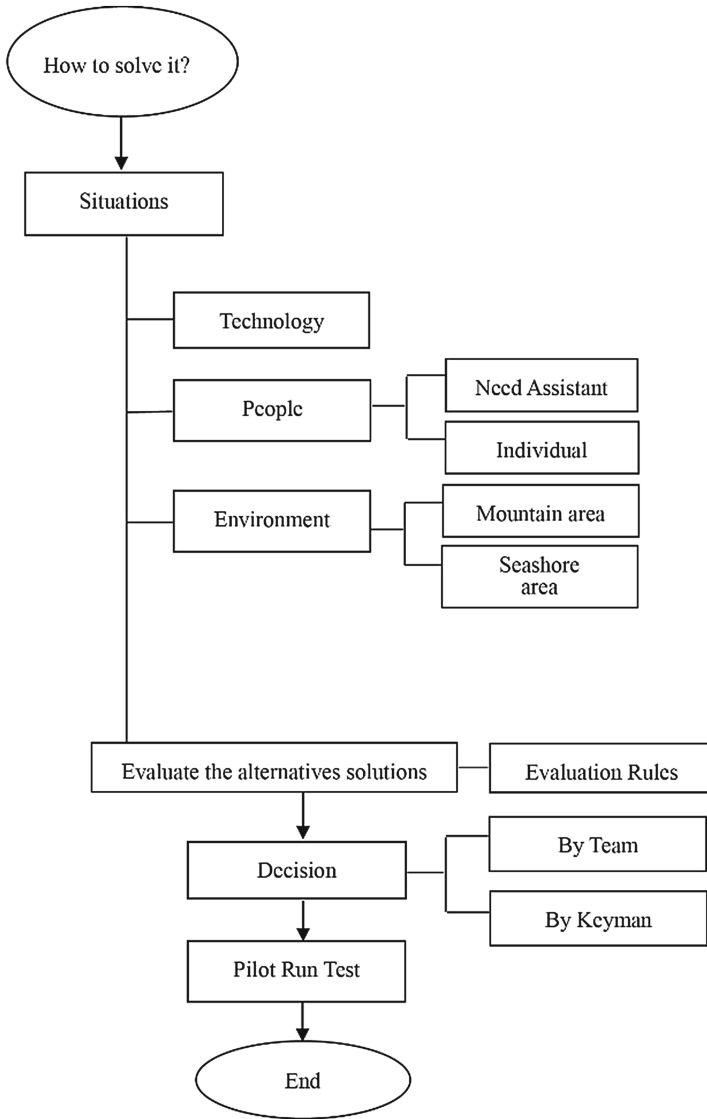 How to solve it?
Situations
Technology
People
Need Assistant
Individual
Environment
Mountain area
Seashore
area
Evaluate the alternatives solutions
Evaluation Rules
Decision
By Team
By Keyman
Pilot Run Test
End